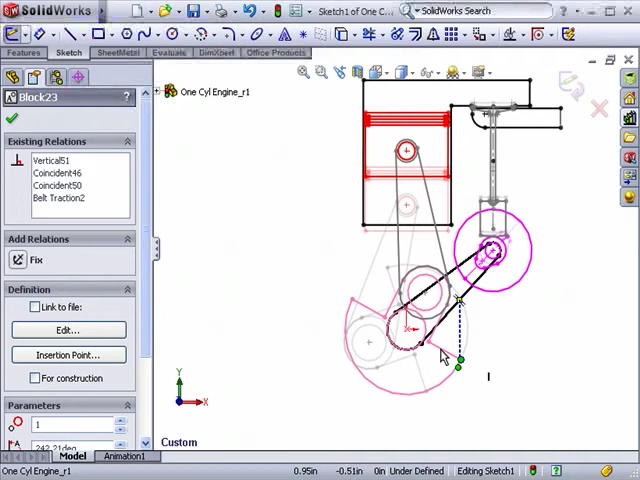 SolidWorks
Sketch1 of One C...
SolidWorks Search
Features
Sketch
SheetMetal
Evaluate
DimXpert
Office Products
Block23
?
One Cyl Engine_r1
Existing Relations
Vertical51
Coincident46
Coincident50
Belt Traction2
Add Relations
Fix
Definition
Link to file:
Edit...
Insertion Point...
For construction
Parameters
1
242.21deg
Y
X
Custom
Model
Animation1
One Cyl Engine_r1
0.95in
-0.51in
0in
Under Defined
Editing Sketch1